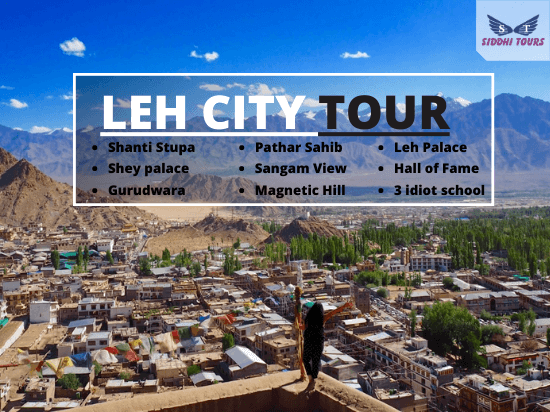 S T
SIDDHI TOURS
LEH CITY TOUR
• Shanti Stupa
• Shey palace
• Gurudwara
• Pathar Sahib
• Sangam View
• Magnetic Hill
• Leh Palace
• Hall of Fame
• 3 idiot school